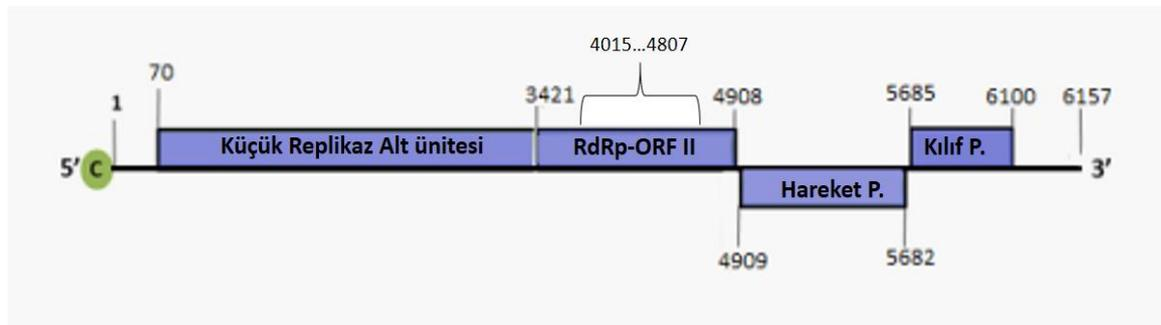 4015...4807
70
3421
4908
5685
6100
6157
1
Küçük Replikaz Alt ünitesi
RdRp-ORF II
Kılıf P.
5’
C
3’
Hareket P.
4909
5682